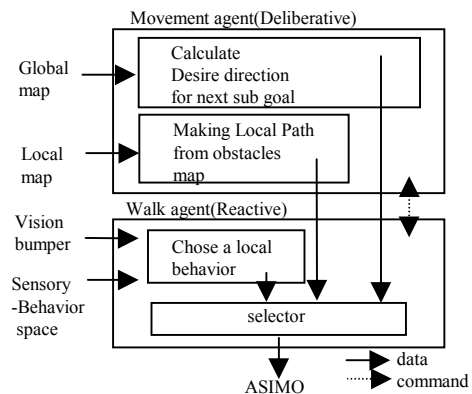 Movement agent(Deliberative)
Global
map
Calculate
Desire direction
for next sub goal
Local
map
Making Local Path
from obstacles
map
Walk agent(Reactive)
Vision
bumper
Chose a local
behavior
Sensory
-Behavior
space
selector
data
command
ASIMO